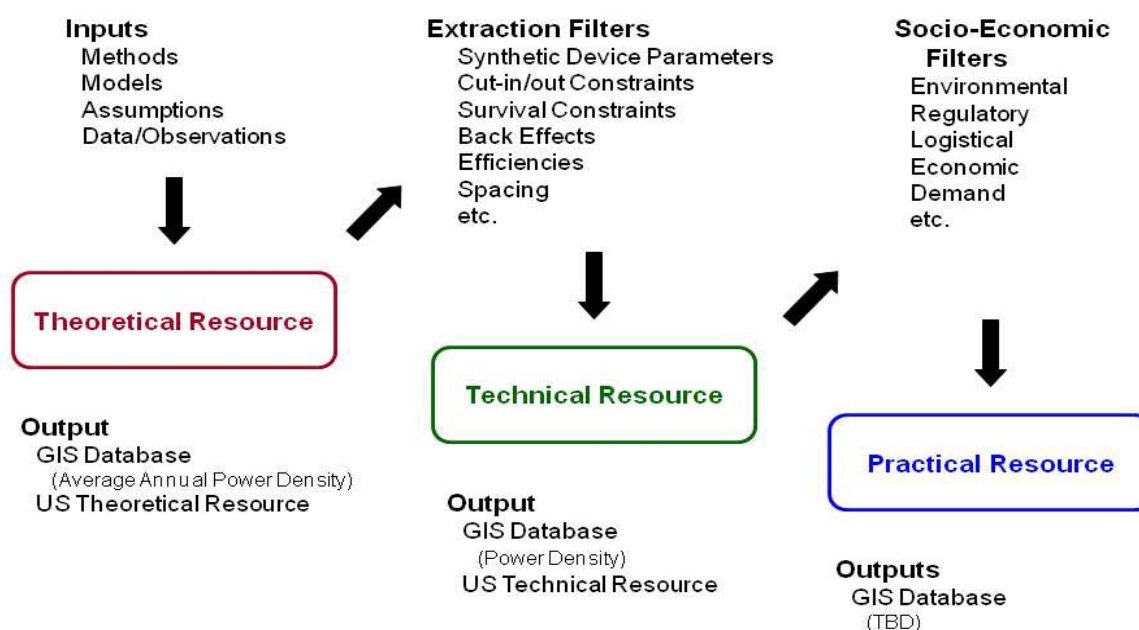 Inputs
Methods
Models
Assumptions
Data/Observations
Theoretical Resource
Output
GIS Database
(Average Annual Power Density)
US Theoretical Resource
Extraction Filters
Synthetic Device Parameters
Cut-in/out Constraints
Survival Constraints
Back Effects
Efficiencies
Spacing
etc.
Technical Resource
Output
GIS Database
(Power Density)
US Technical Resource
Socio-Economic
Filters
Environmental
Regulatory
Logistical
Economic
Demand
etc.
Practical Resource
Outputs
GIS Database
(TBD)